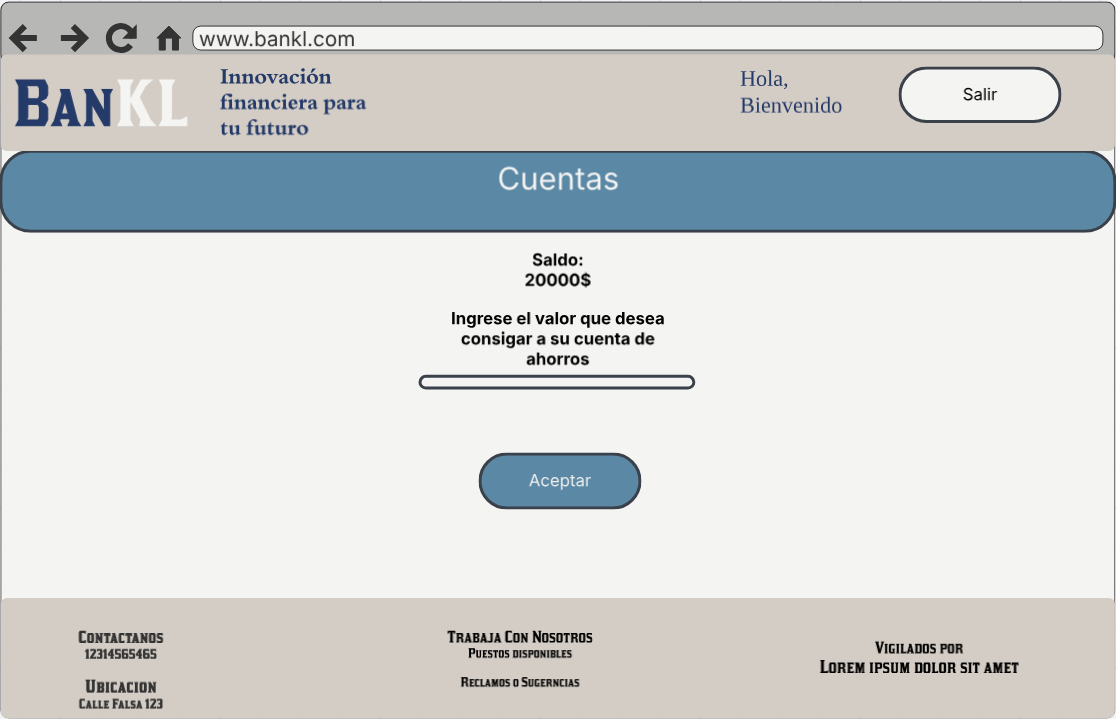 www.bankl.com
BanKL
Innovación
financiera para
tu futuro
Hola,
Bienvenido
Salir
Cuentas
Saldo:
20000$
Ingrese el valor que desea
consigar a su cuenta de
ahorros
Aceptar
Contactanos
12314565465
Ubicacion
Calle Falsa 123
Trabaja Con Nosotros
Puestos disponibles
Reclamos o Sugerncias
Vigilados por
Lorem ipsum dolor sit amet